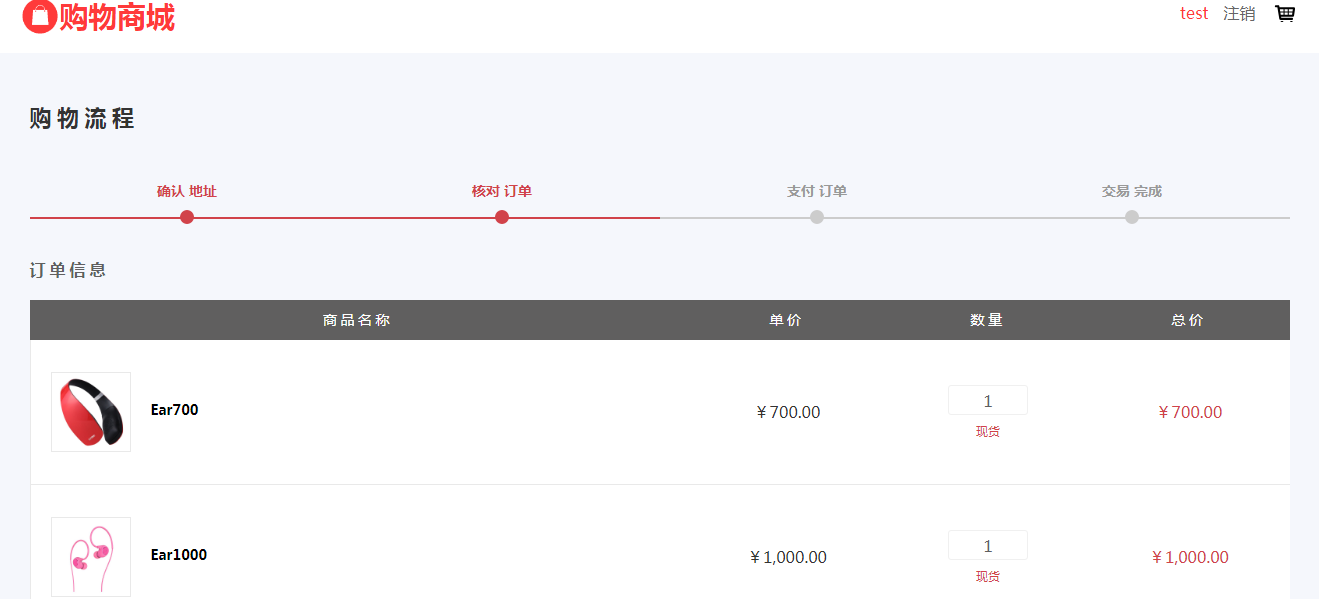 购物商城
test 注销
购物流程
确认 地址 核对 订单 支付 订单 交易 完成
订单信息
商品名称 单价 数量 总价
Ear700 ￥700.00 1 ￥700.00
现货
Ear1000 ￥1,000.00 1 ￥1,000.00
现货